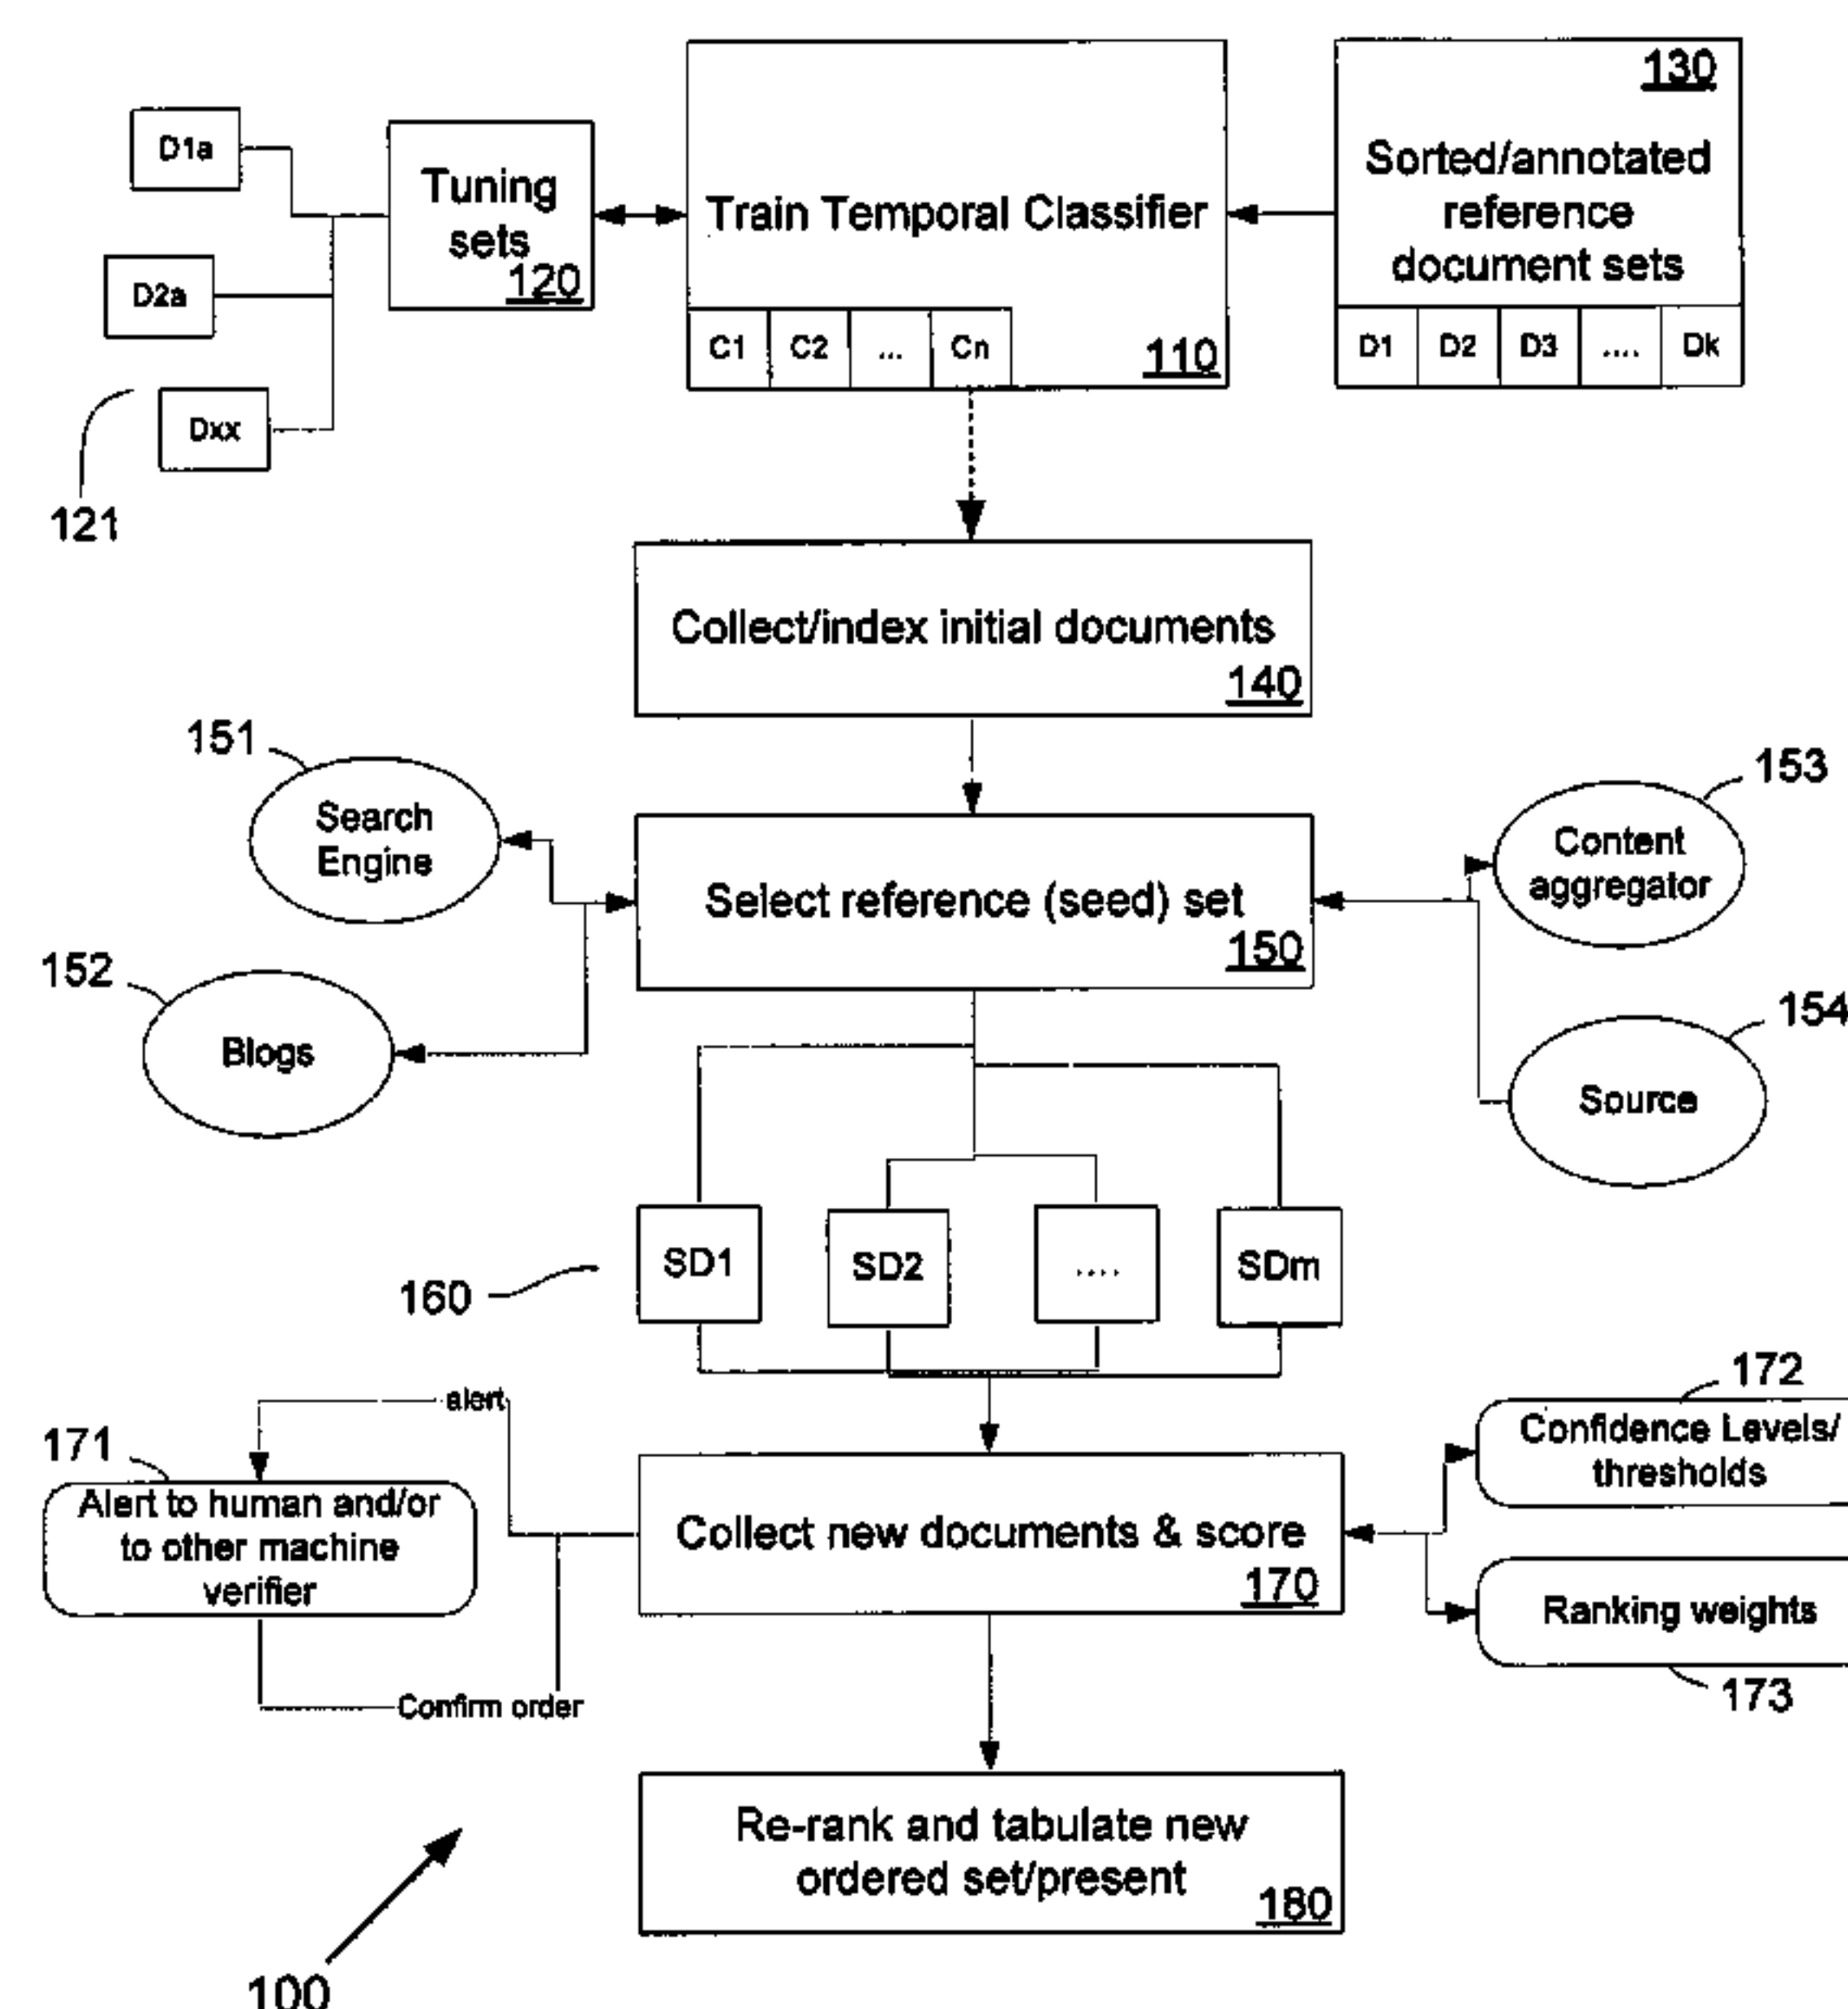 130
Sorted/annotated
reference
document sets
D1 D2 D3 .... Dk
Train Temporal Classifier
C1 C2 ... Cn
110
Tuning
sets
120
D1a
D2a
Dxx
121
Collect/index initial documents
140
151
Search
Engine
152
Blogs
Select reference (seed) set
150
153
Content
aggregator
154
Source
160
SD1 SD2 .... SDm
alert
171
Alert to human and/or
to other machine
verifier
Confirm order
Collect new documents & score
170
172
Confidence Levels/
thresholds
Ranking weights
173
Re-rank and tabulate new
ordered set/present
180
100